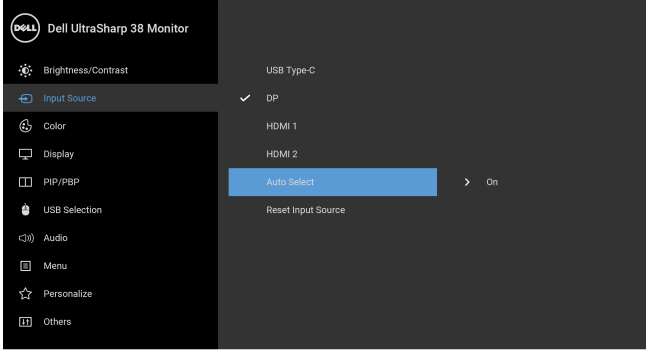 DELL Dell UltraSharp 38 Monitor
Brightness/Contrast
Input Source
Color
Display
PIP/PBP
USB Selection
Audio
Menu
Personalize
Others
USB Type-C
DP
HDMI 1
HDMI 2
Auto Select On
Reset Input Source